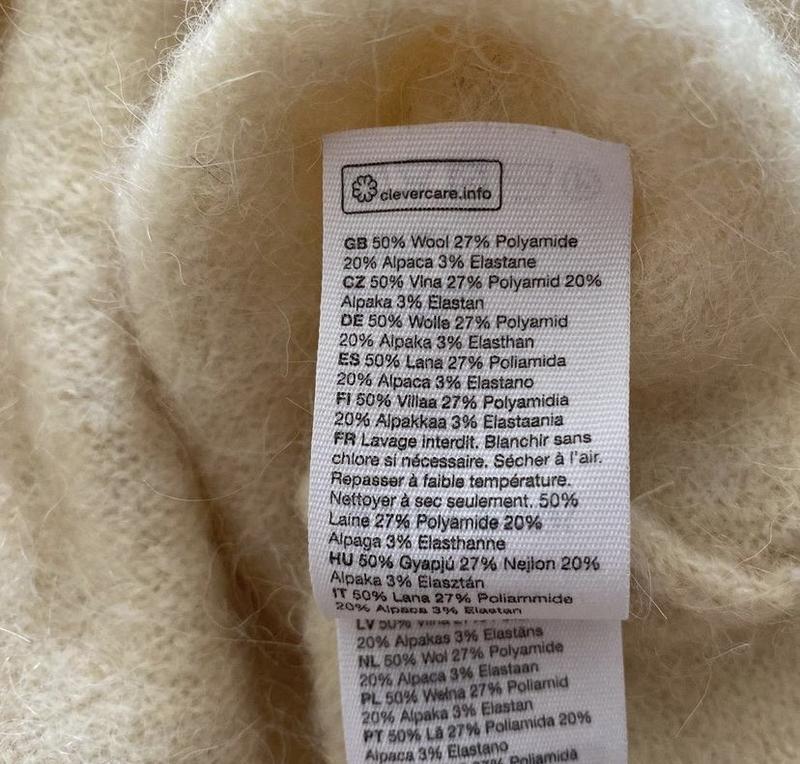 clevercare.info
GB 50% Wool 27% Polyamide
20% Alpaca 3% Elastane
CZ 50% Vlna 27% Polyamid 20%
Alpaka 3% Elastan
DE 50% Wolle 27% Polyamid
20% Alpaka 3% Elasthan
ES 50% Lana 27% Poliamida
20% Alpaca 3% Elastano
FI 50% Villaa 27% Polyamidia
20% Alpakkaa 3% Elastaania
FR Lavage interdit. Blanchir sans
chlore si nécessaire. Sécher à l'air.
Repasser à faible température.
Nettoyer à sec seulement. 50%
Laine 27% Polyamide 20%
Alpaga 3% Elasthanne
HU 50% Gyapjú 27% Nejlon 20%
Alpaka 3% Elasztán
IT 50% Lana 27% Poliammide
20% Alpaca 3% Elastan
LV 50%
20% Alpakas 3% Elastāns
NL 50% Wol 27% Polyamide
20% Alpaca 3% Elastaan
PL 50% Wełna 27% Poliamid
20% Alpaka 3% Elastan
PT 50% Lã 27% Poliamida 20%
Alpaca 3% Elastano
Poliamidă